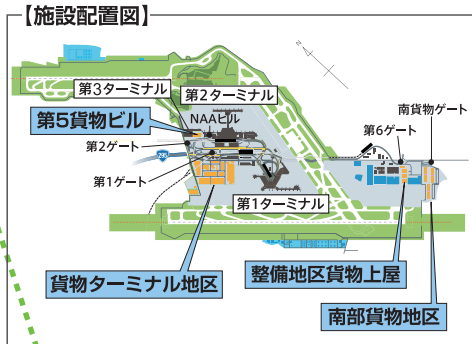 【施設配置図】
N
第3ターミナル
第2ターミナル
第5貨物ビル
NAAビル
南貨物ゲート
第2ゲート
第6ゲート
295
第1ゲート
第1ターミナル
貨物ターミナル地区
整備地区貨物上屋
南部貨物地区